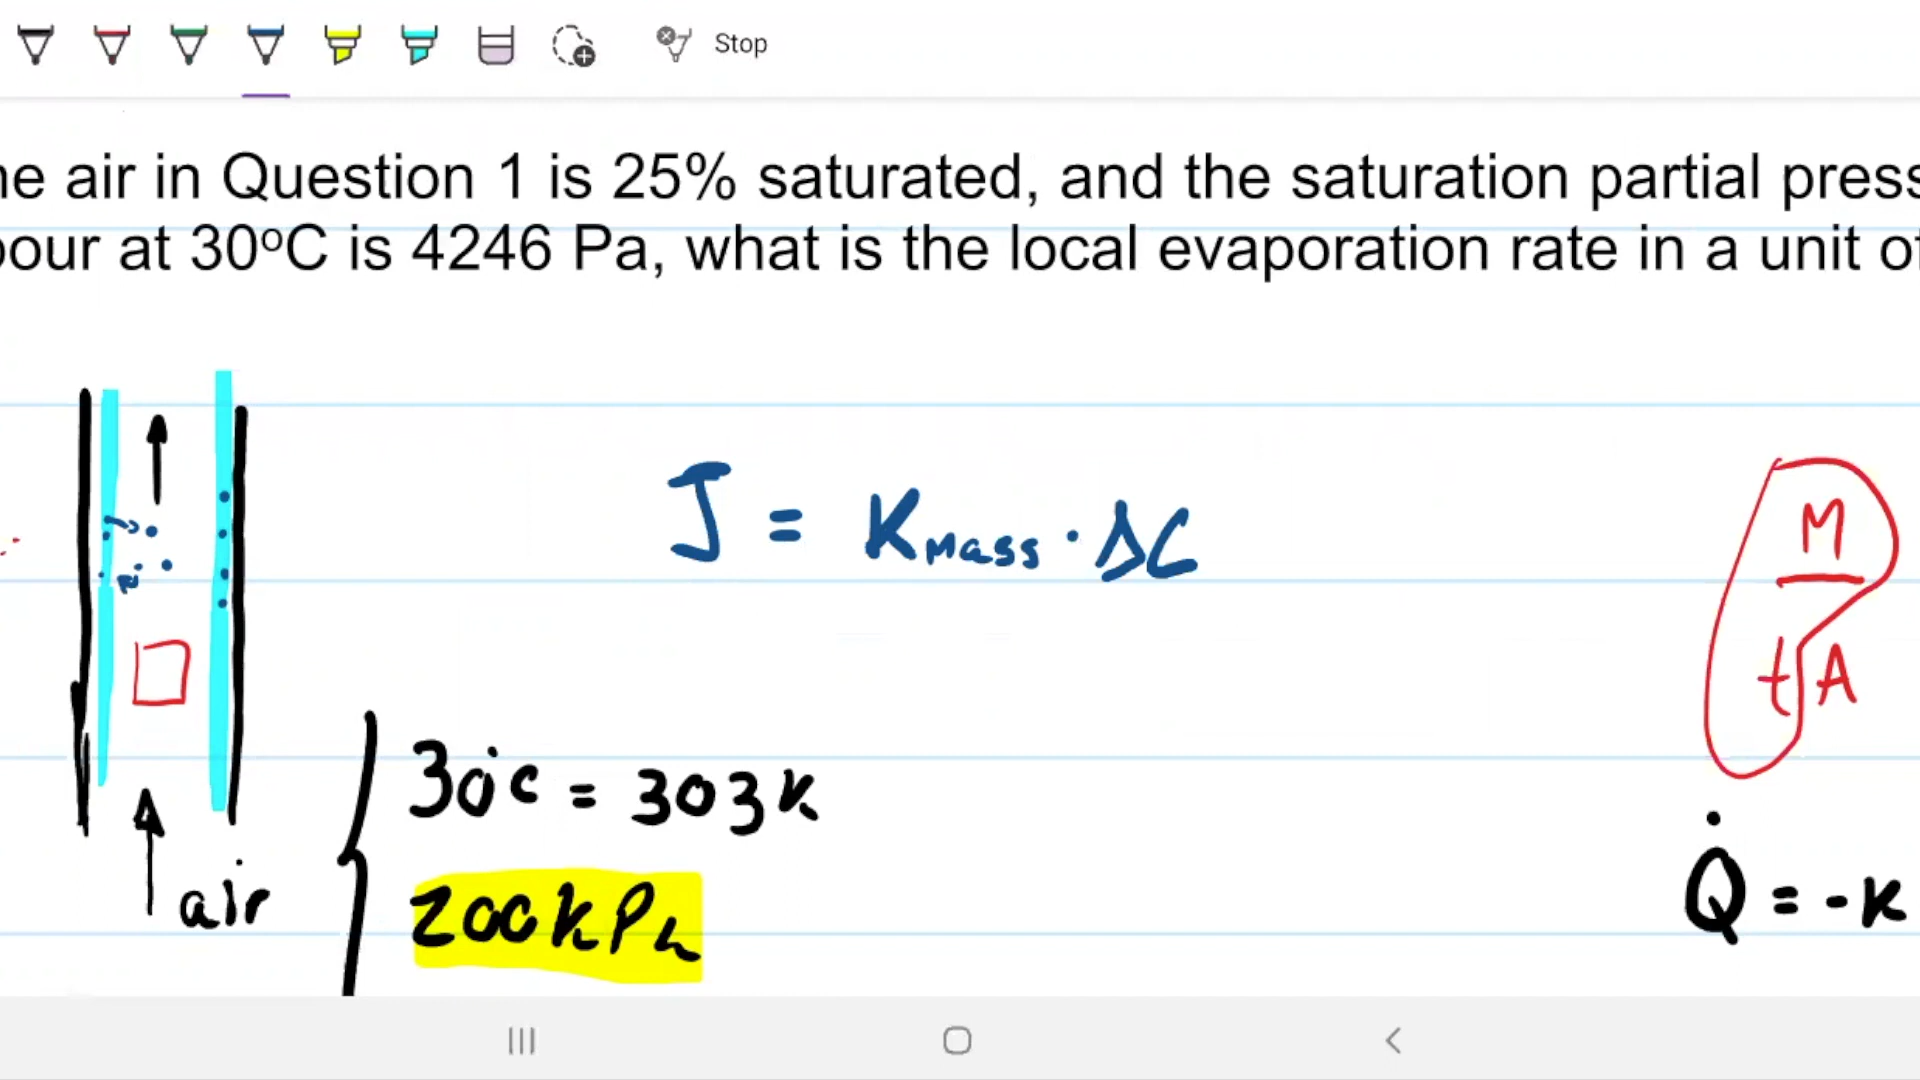 Stop
he air in Question 1 is 25% saturated, and the saturation partial press
pour at 30°C is 4246 Pa, what is the local evaporation rate in a unit of
J = Kmass · ΔC
M
t A
30°C = 303K
200kPa
air
Q̇ = -K